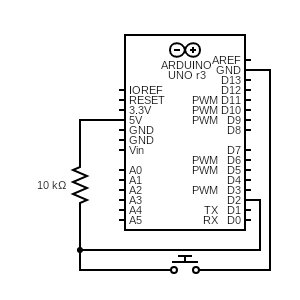 ARDUINO
UNO r3
AREF
GND
D13
IOREF D12
RESET PWM D11
3.3V PWM D10
5V PWM D9
GND D8
GND
Vin D7
PWM D6
A0 PWM D5
A1 D4
A2 PWM D3
A3 D2
A4 TX D1
A5 RX D0
10 kΩ